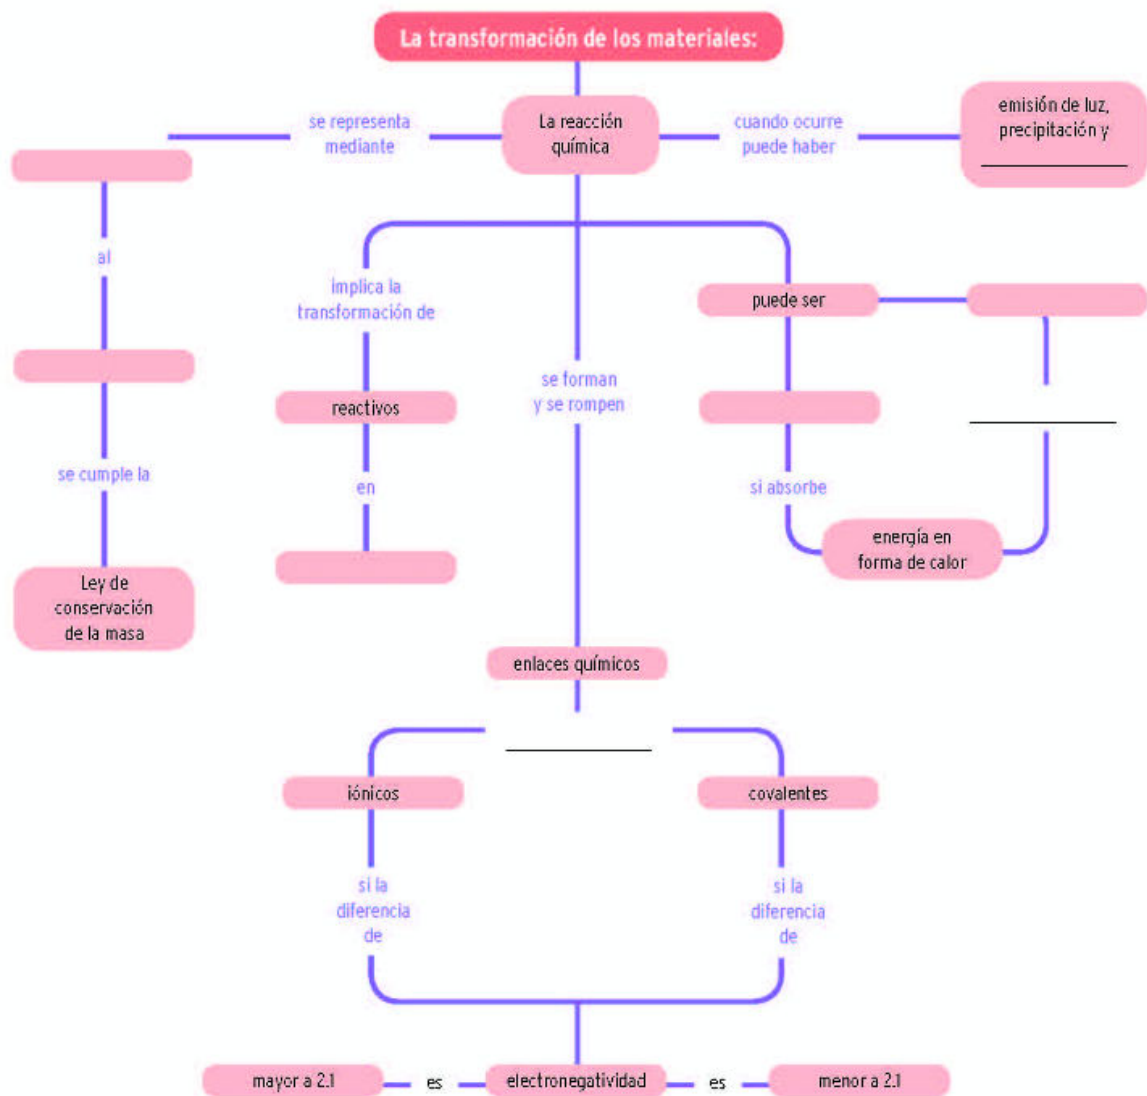 La transformación de los materiales:
se representa
mediante
La reacción
química
cuando ocurre
puede haber
emisión de luz,
precipitación y
al
implica la
transformación de
puede ser
se forman
y se rompen
reactivos
se cumple la
en
si absorbe
energía en
forma de calor
Ley de
conservación
de la masa
enlaces químicos
iónicos
covalentes
si la
diferencia
de
si la
diferencia
de
mayor a 2.1
es
electronegatividad
es
menor a 2.1